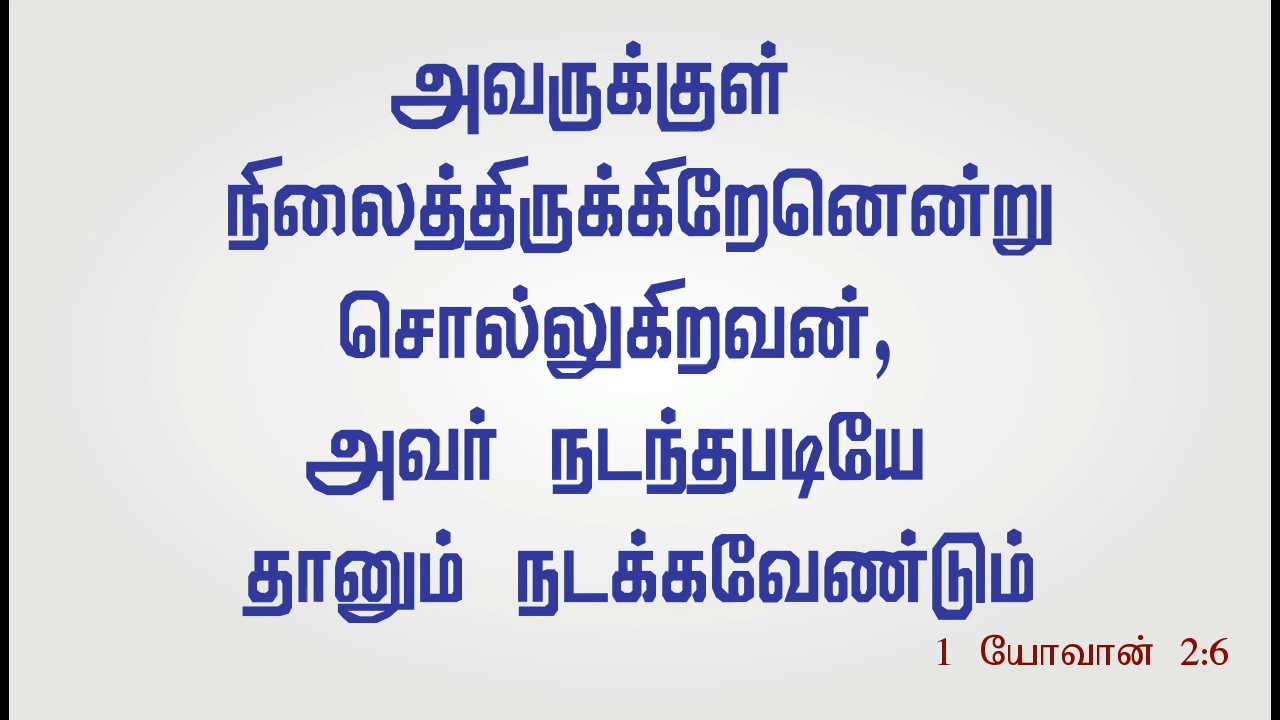 அவருக்குள்
நிலைத்திருக்கிறேனென்று
சொல்லுகிறவன்,
அவர் நடந்தபடியே
தானும் நடக்கவேண்டும்
1 யோவான் 2:6